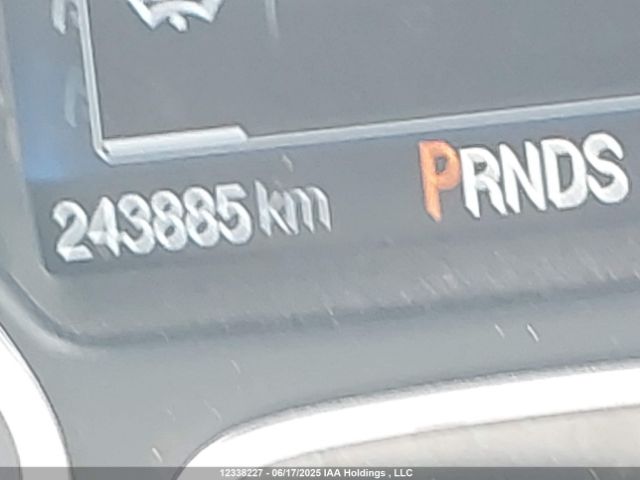 243885 km PRNDS
12338227 - 06/17/2025 IAA Holdings , LLC